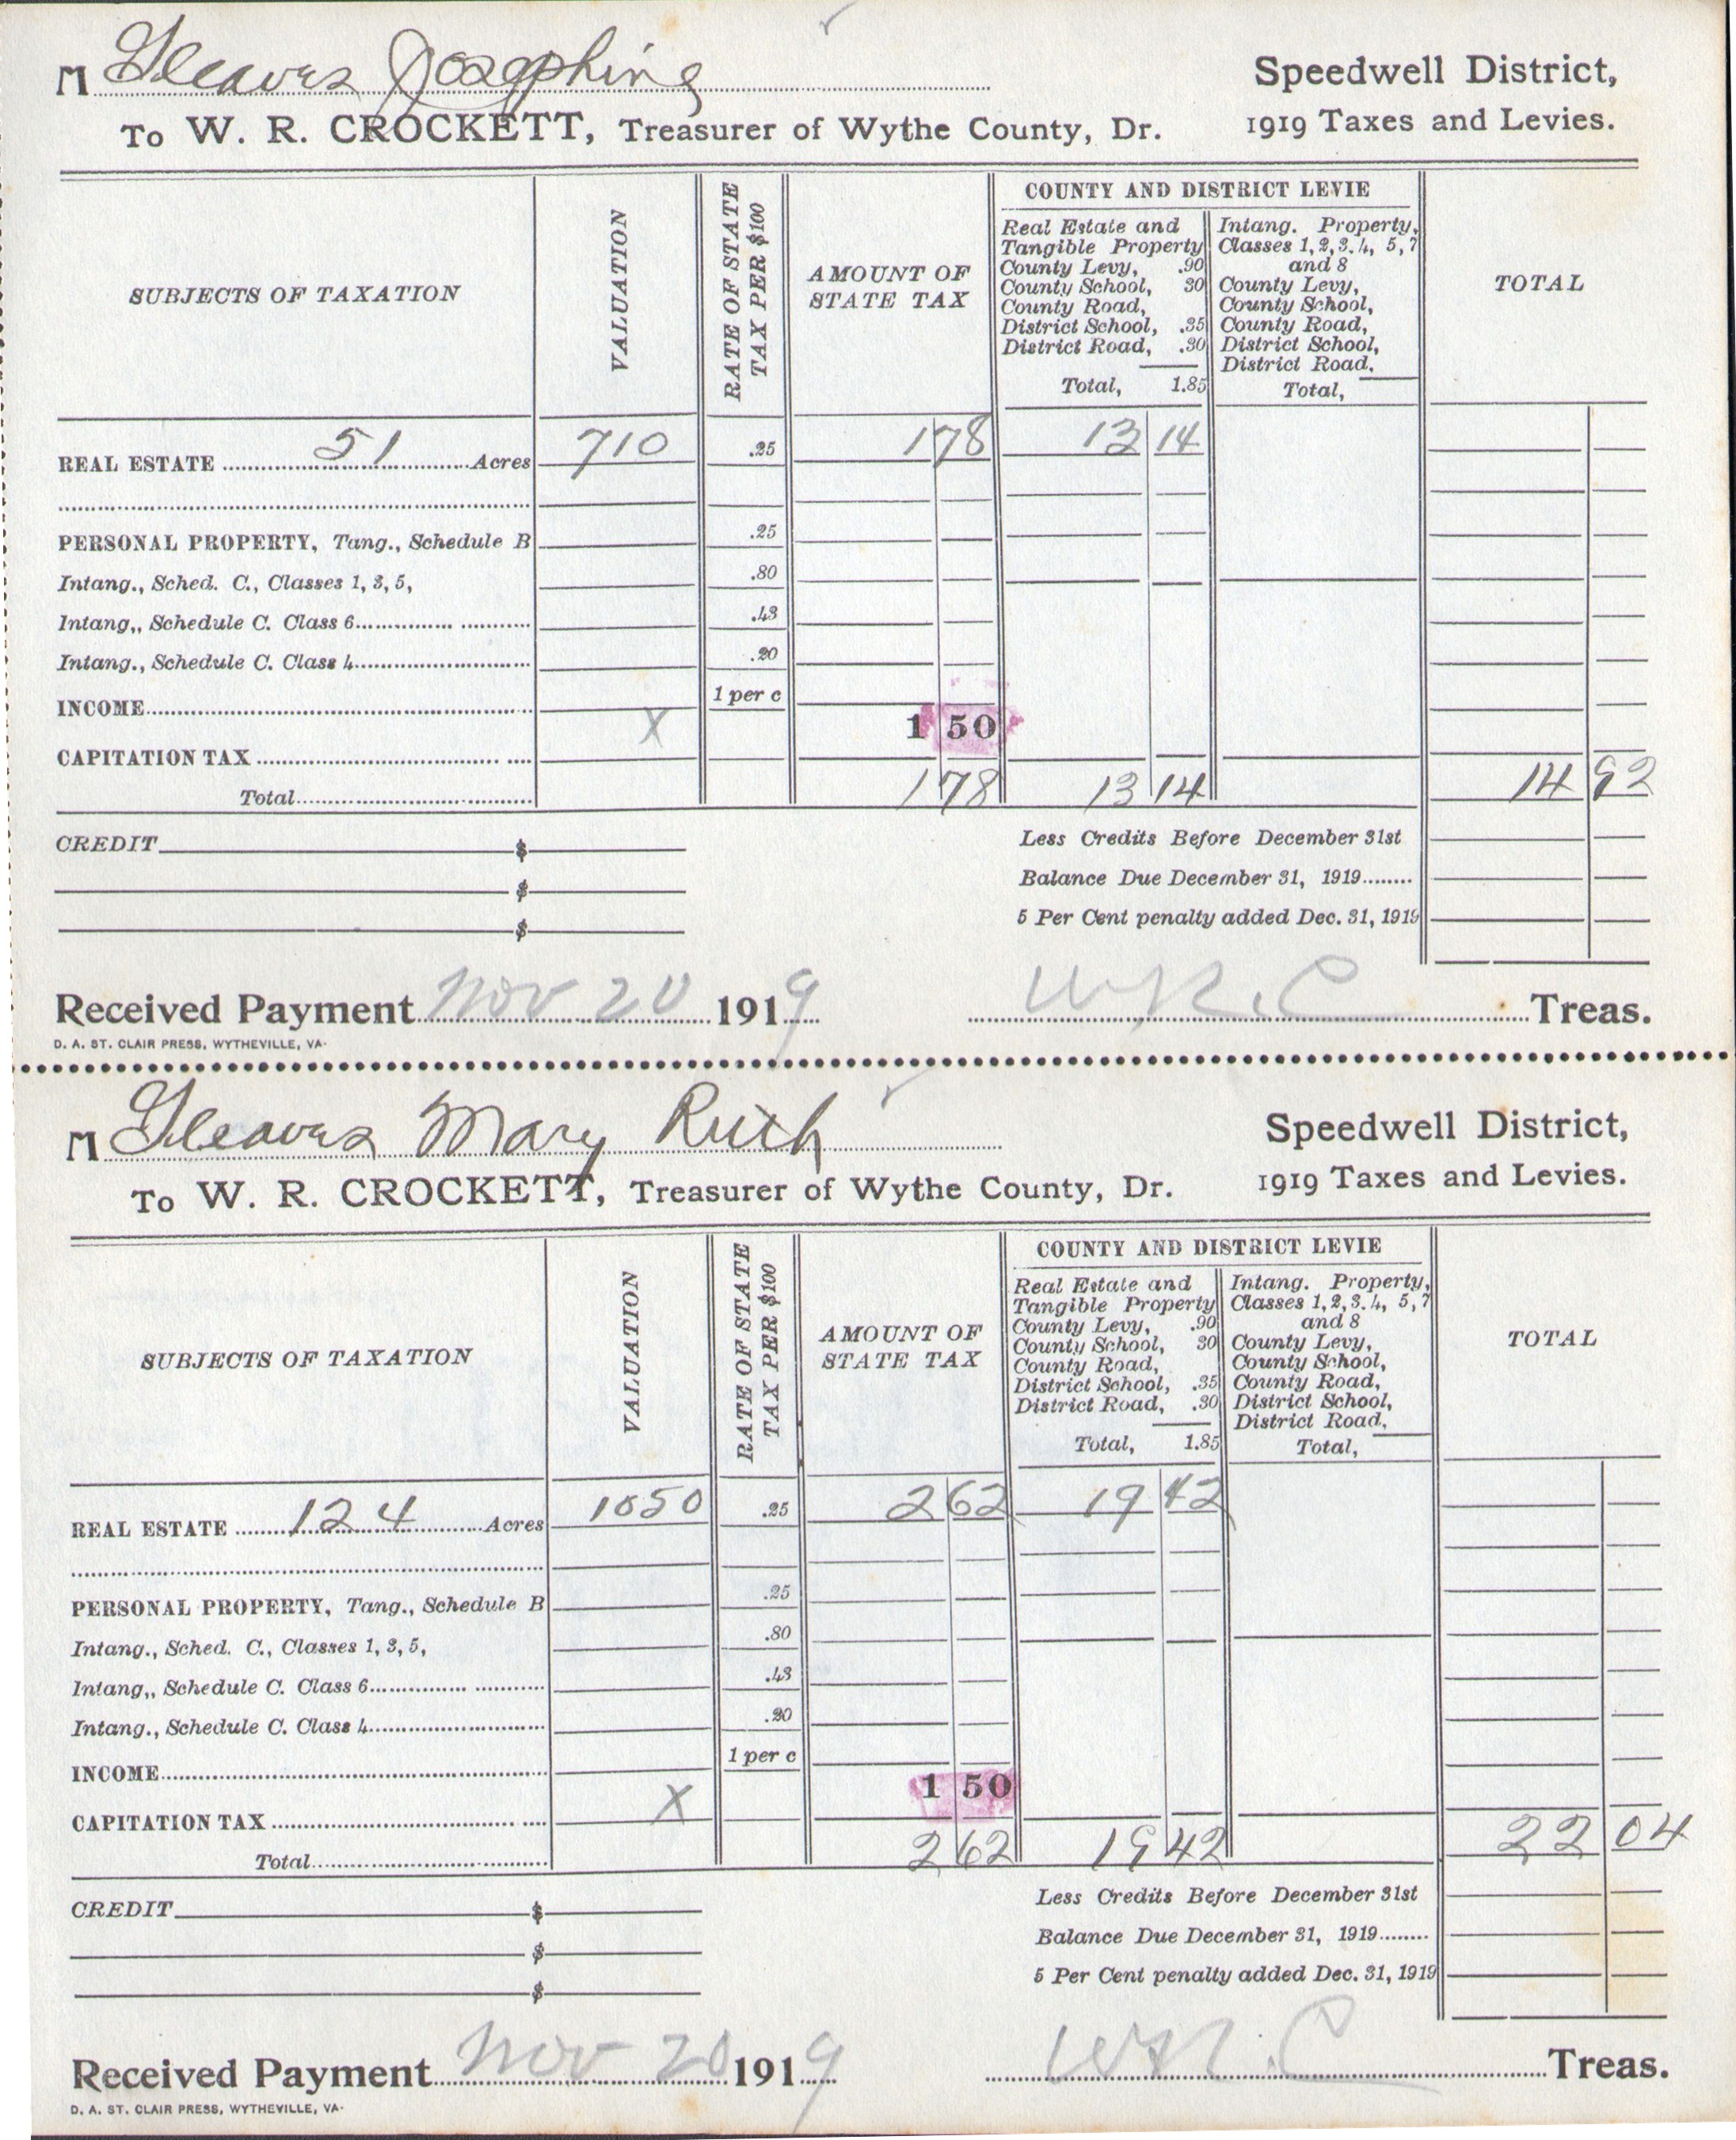 M Gleaves Josephine
Speedwell District,
To W. R. CROCKETT, Treasurer of Wythe County, Dr.
1919 Taxes and Levies.
SUBJECTS OF TAXATION
VALUATION
RATE OF STATE TAX PER $100
AMOUNT OF STATE TAX
COUNTY AND DISTRICT LEVIE
Real Estate and
Tangible Property
County Levy, .90
County School, 30
County Road,
District School, .35
District Road, .30
Total, 1.85
Intang. Property,
Classes 1,2,3.4, 5,7
and 8
County Levy,
County School,
County Road,
District School,
District Road.
Total,
TOTAL
REAL ESTATE 51 Acres 710 .25 1 78 13 14
PERSONAL PROPERTY, Tang., Schedule B .25
Intang., Sched. C., Classes 1, 3, 5, .80
Intang,, Schedule C. Class 6 .43
Intang., Schedule C. Class 4 .20
INCOME 1 per c
CAPITATION TAX X 1 50
Total 1 78 13 14 14 92
CREDIT $
$
$
Less Credits Before December 31st
Balance Due December 31, 1919
5 Per Cent penalty added Dec. 31, 1919
Received Payment Nov 20 1919 W R. C Treas.
D. A. ST. CLAIR PRESS, WYTHEVILLE, VA.
M Gleaves Mary Ruth
Speedwell District,
To W. R. CROCKETT, Treasurer of Wythe County, Dr.
1919 Taxes and Levies.
SUBJECTS OF TAXATION
VALUATION
RATE OF STATE TAX PER $100
AMOUNT OF STATE TAX
COUNTY AND DISTRICT LEVIE
Real Estate and
Tangible Property
County Levy, .90
County School, 30
County Road,
District School, .35
District Road, .30
Total, 1.85
Intang. Property,
Classes 1,2,3.4, 5,7
and 8
County Levy,
County School,
County Road,
District School,
District Road,
Total,
TOTAL
REAL ESTATE 124 Acres 1050 .25 2 62 19 42
PERSONAL PROPERTY, Tang., Schedule B .25
Intang., Sched. C., Classes 1, 3, 5, .80
Intang,, Schedule C. Class 6 .43
Intang., Schedule C. Class 4 .20
INCOME 1 per c
CAPITATION TAX X 1 50
Total 2 62 19 42 22 04
CREDIT $
$
$
Less Credits Before December 31st
Balance Due December 31, 1919
5 Per Cent penalty added Dec. 31, 1919
Received Payment Nov 20 1919 W R. C Treas.
D. A. ST. CLAIR PRESS, WYTHEVILLE, VA.